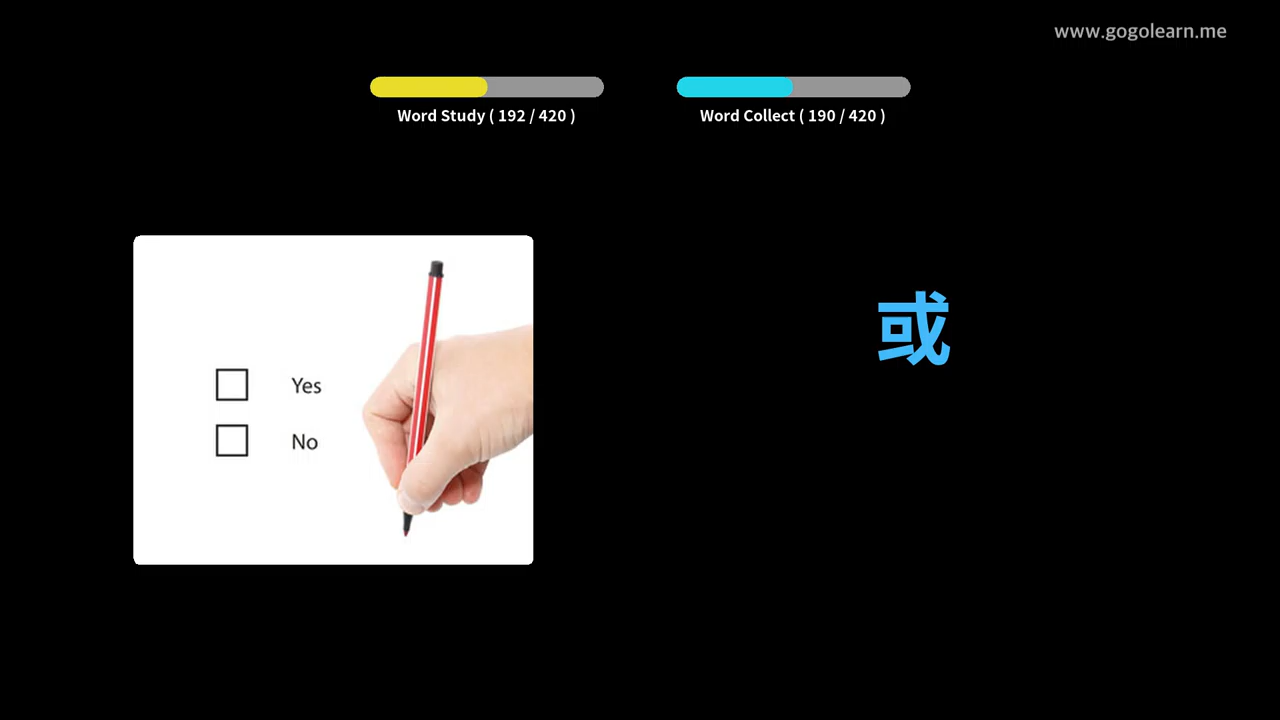 www.gogolearn.me
Word Study ( 192 / 420 )
Word Collect ( 190 / 420 )
或
Yes
No